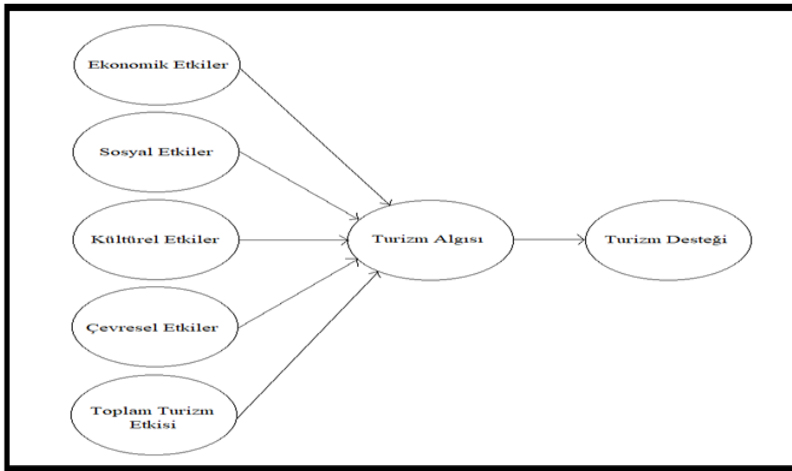 Ekonomik Etkiler
Sosyal Etkiler
Kültürel Etkiler
Turizm Algısı
Turizm Desteği
Çevresel Etkiler
Toplam Turizm
Etkisi